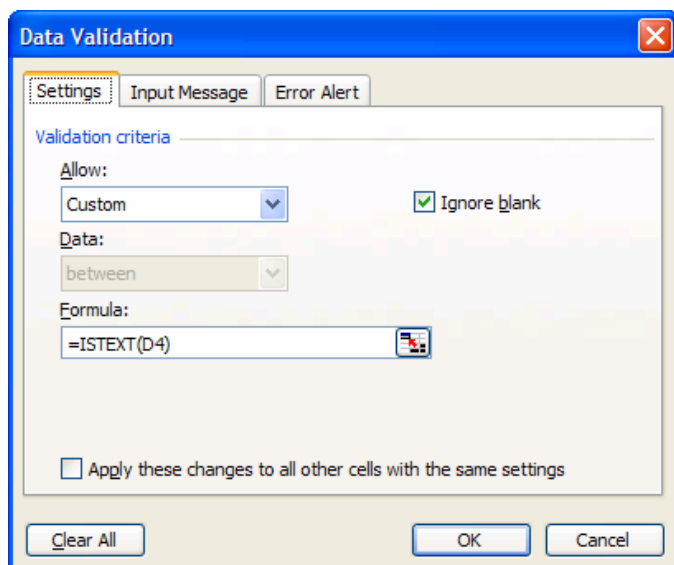 Data Validation
Settings Input Message Error Alert
Validation criteria
Allow:
Custom Ignore blank
Data:
between
Formula:
=ISTEXT(D4)
Apply these changes to all other cells with the same settings
Clear All OK Cancel